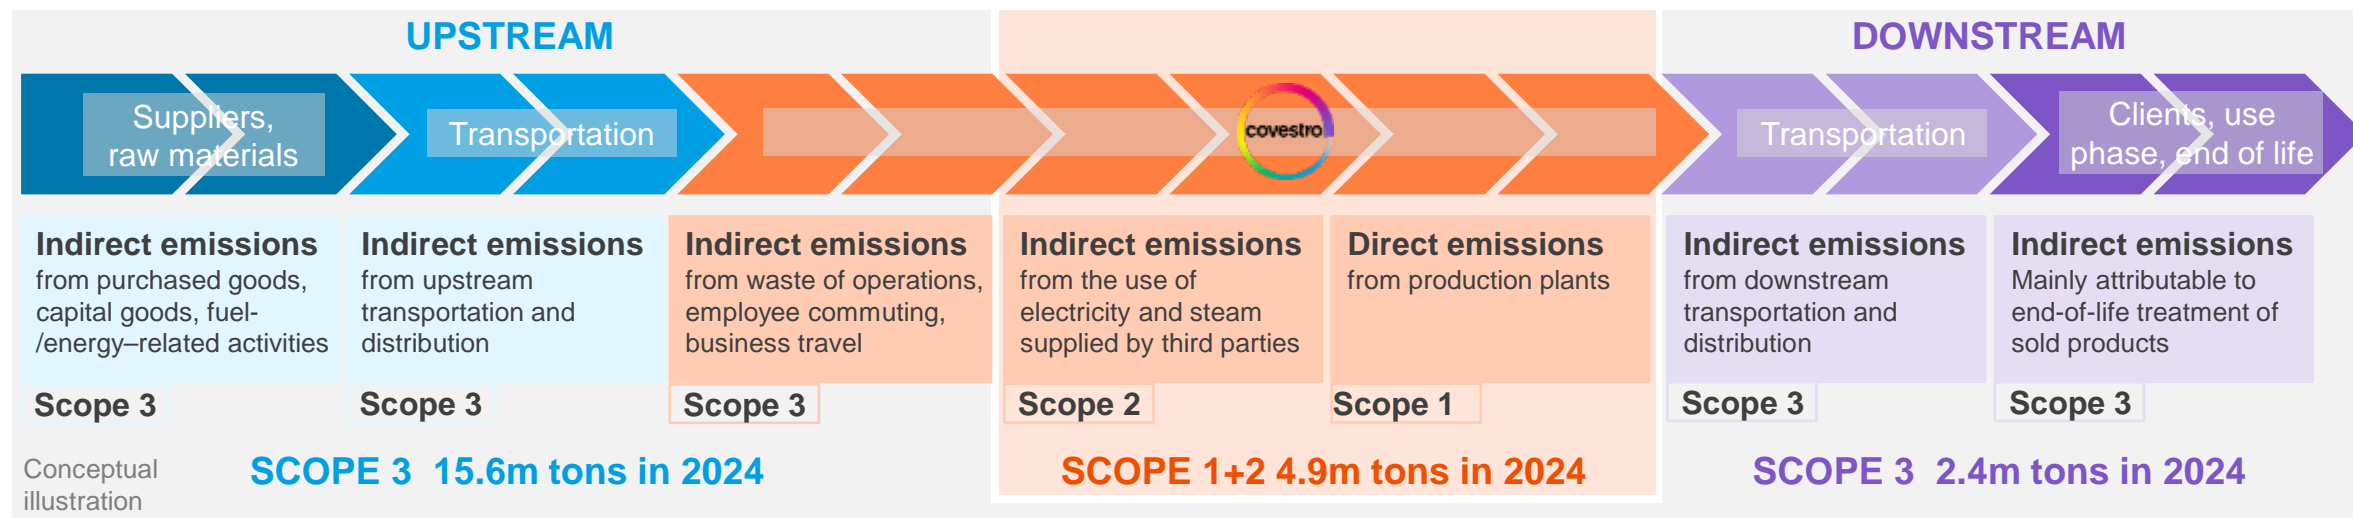 UPSTREAM
DOWNSTREAM
Suppliers,
raw materials
Transportation
covestro
Transportation
Clients, use
phase, end of life
Indirect emissions
from purchased goods,
capital goods, fuel-
/energy–related activities
Scope 3
Indirect emissions
from upstream
transportation and
distribution
Scope 3
Indirect emissions
from waste of operations,
employee commuting,
business travel
Scope 3
Indirect emissions
from the use of
electricity and steam
supplied by third parties
Scope 2
Direct emissions
from production plants
Scope 1
Indirect emissions
from downstream
transportation and
distribution
Scope 3
Indirect emissions
Mainly attributable to
end-of-life treatment of
sold products
Scope 3
Conceptual
illustration
SCOPE 3 15.6m tons in 2024
SCOPE 1+2 4.9m tons in 2024
SCOPE 3 2.4m tons in 2024